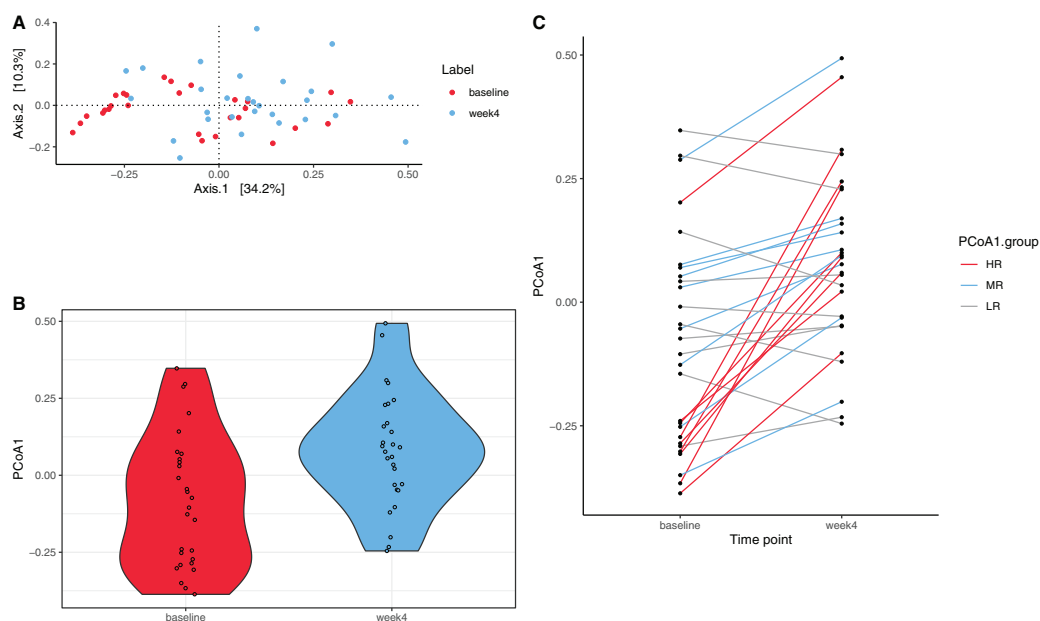 A
0.4
0.2
0.0
−0.2
Axis.2 [10.3%]
−0.25
0.00
0.25
0.50
Axis.1 [34.2%]
Label
baseline
week4
B
0.50
0.25
0.00
−0.25
PCoA1
baseline
week4
C
0.50
0.25
0.00
−0.25
PCoA1
baseline
week4
Time point
PCoA1.group
HR
MR
LR